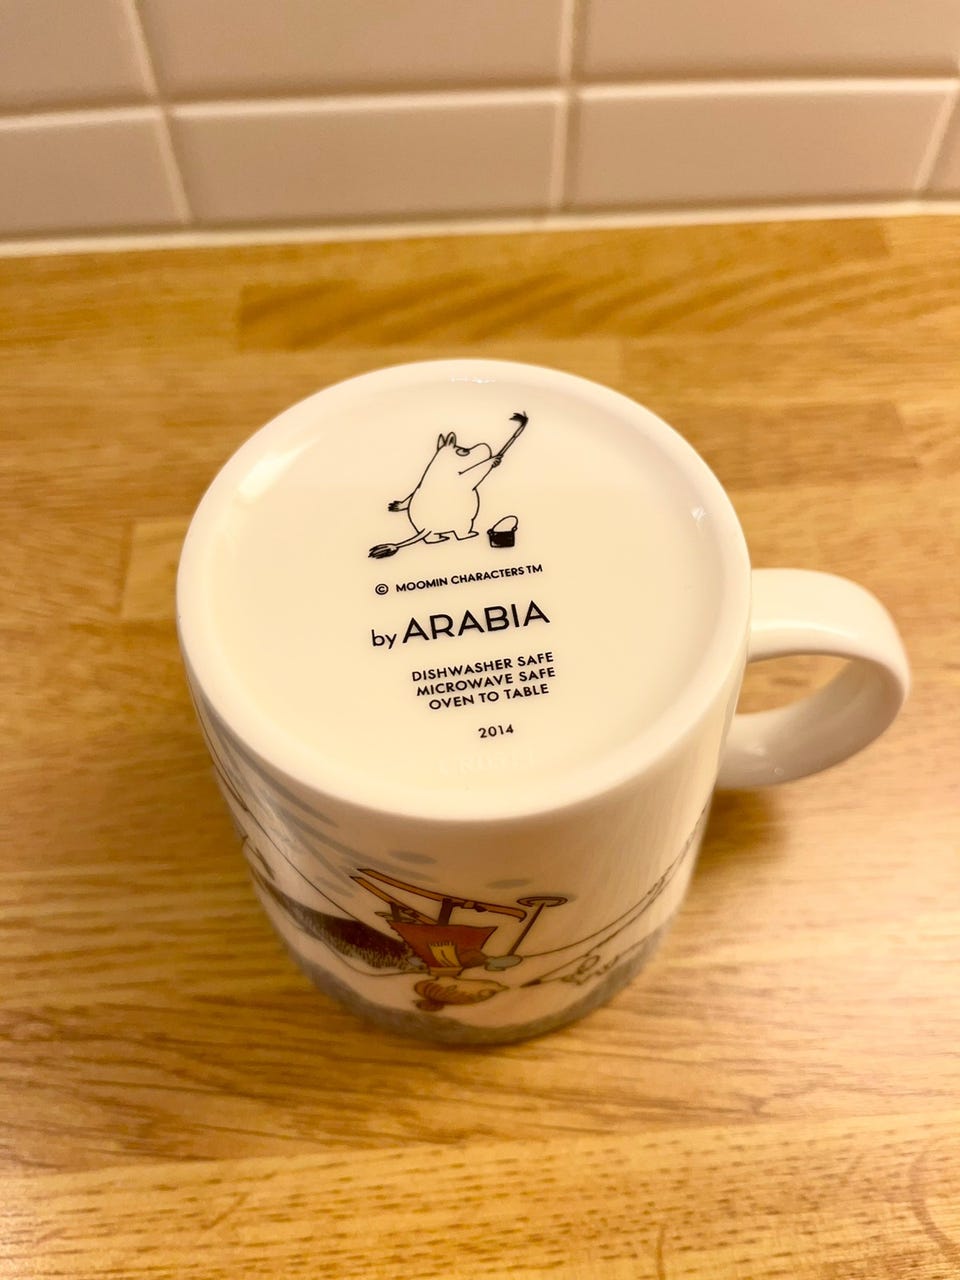 © MOOMIN CHARACTERS TM
by ARABIA
DISHWASHER SAFE
MICROWAVE SAFE
OVEN TO TABLE
2014